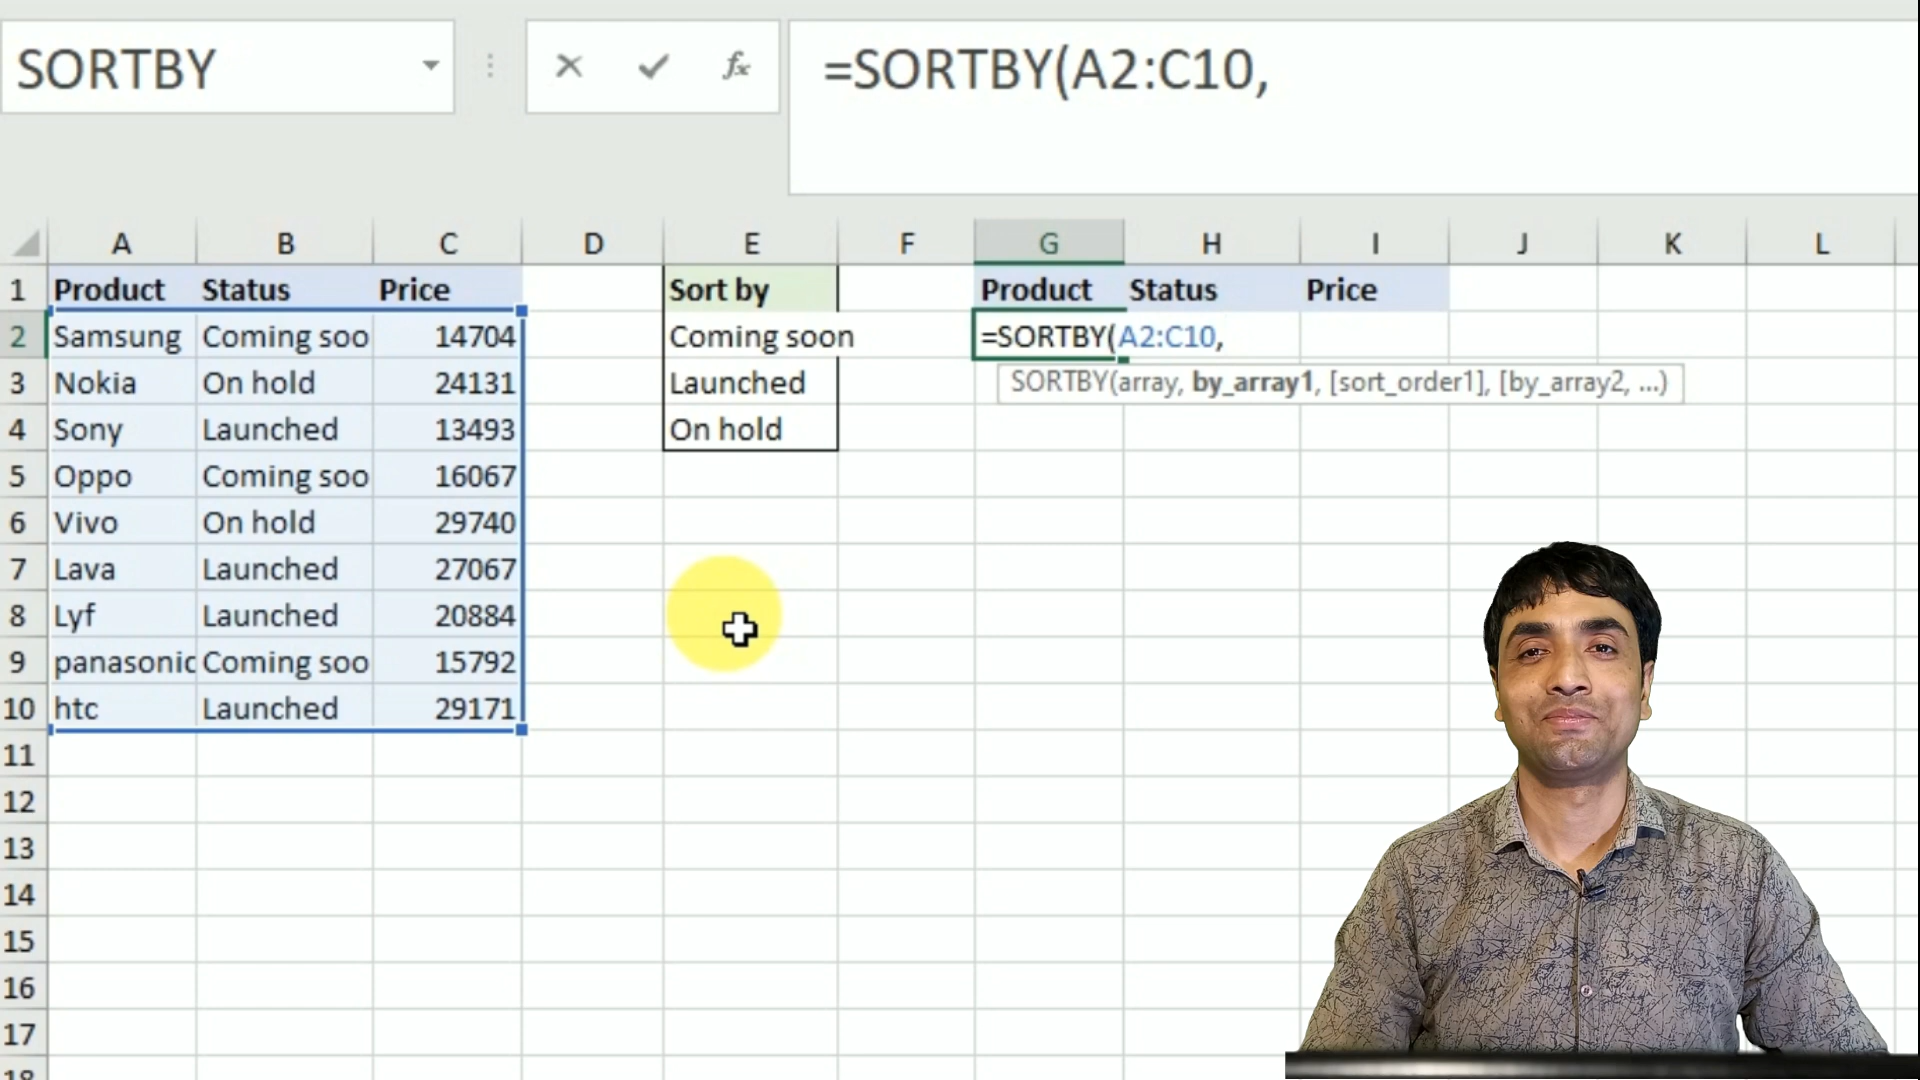 SORTBY fx =SORTBY(A2:C10,
A B C D E F G H I J K L
1 Product Status Price Sort by Product Status Price
2 Samsung Coming soo 14704 Coming soon =SORTBY(A2:C10,
3 Nokia On hold 24131 Launched SORTBY(array, by_array1, [sort_order1], [by_array2, ...)
4 Sony Launched 13493 On hold
5 Oppo Coming soo 16067
6 Vivo On hold 29740
7 Lava Launched 27067
8 Lyf Launched 20884
9 panasonic Coming soo 15792
10 htc Launched 29171
11
12
13
14
15
16
17
18